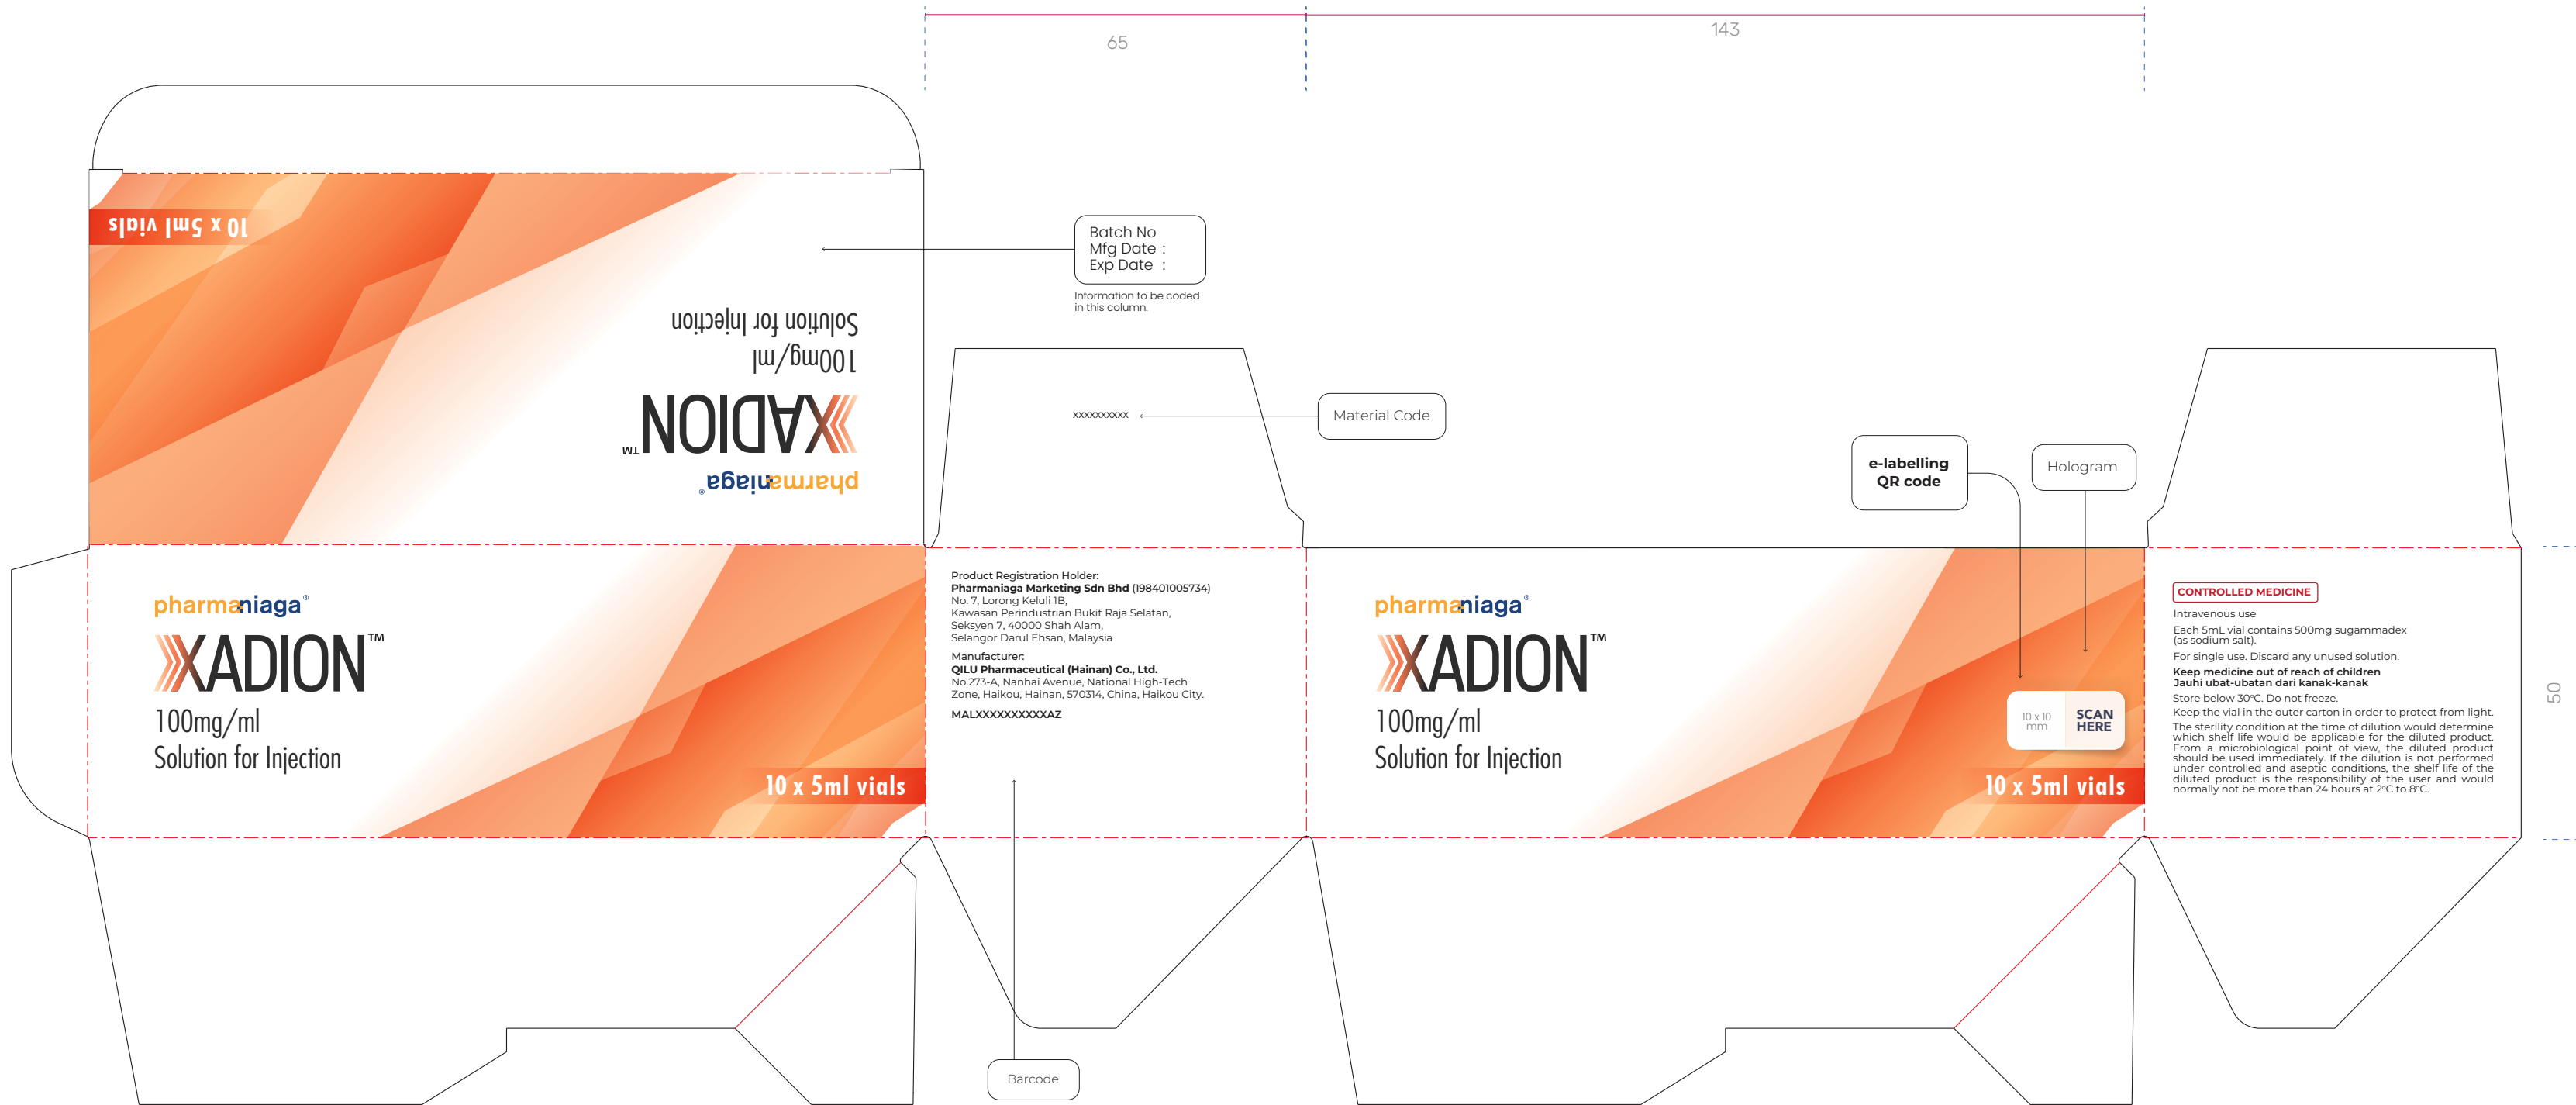 65
143
10 x 5ml vials
Batch No
Mfg Date :
Exp Date :
Information to be coded
in this column.
Solution for Injection
100mg/ml
XADION™
pharmaniaga®
xxxxxxxxxx
Material Code
e-labelling
QR code
Hologram
pharmaniaga®
XADION™
100mg/ml
Solution for Injection
10 x 5ml vials
Product Registration Holder:
Pharmaniaga Marketing Sdn Bhd (198401005734)
No. 7, Lorong Keluli 1B,
Kawasan Perindustrian Bukit Raja Selatan,
Seksyen 7, 40000 Shah Alam,
Selangor Darul Ehsan, Malaysia
Manufacturer:
QILU Pharmaceutical (Hainan) Co., Ltd.
No.273-A, Nanhai Avenue, National High-Tech
Zone, Haikou, Hainan, 570314, China, Haikou City.
MALXXXXXXXXXXAZ
Barcode
pharmaniaga®
XADION™
100mg/ml
Solution for Injection
10 x 10
mm
SCAN
HERE
10 x 5ml vials
CONTROLLED MEDICINE
Intravenous use
Each 5mL vial contains 500mg sugammadex
(as sodium salt).
For single use. Discard any unused solution.
Keep medicine out of reach of children
Jauhi ubat-ubatan dari kanak-kanak
Store below 30°C. Do not freeze.
Keep the vial in the outer carton in order to protect from light.
The sterility condition at the time of dilution would determine
which shelf life would be applicable for the diluted product.
From a microbiological point of view, the diluted product
should be used immediately. If the dilution is not performed
under controlled and aseptic conditions, the shelf life of the
diluted product is the responsibility of the user and would
normally not be more than 24 hours at 2°C to 8°C.
50